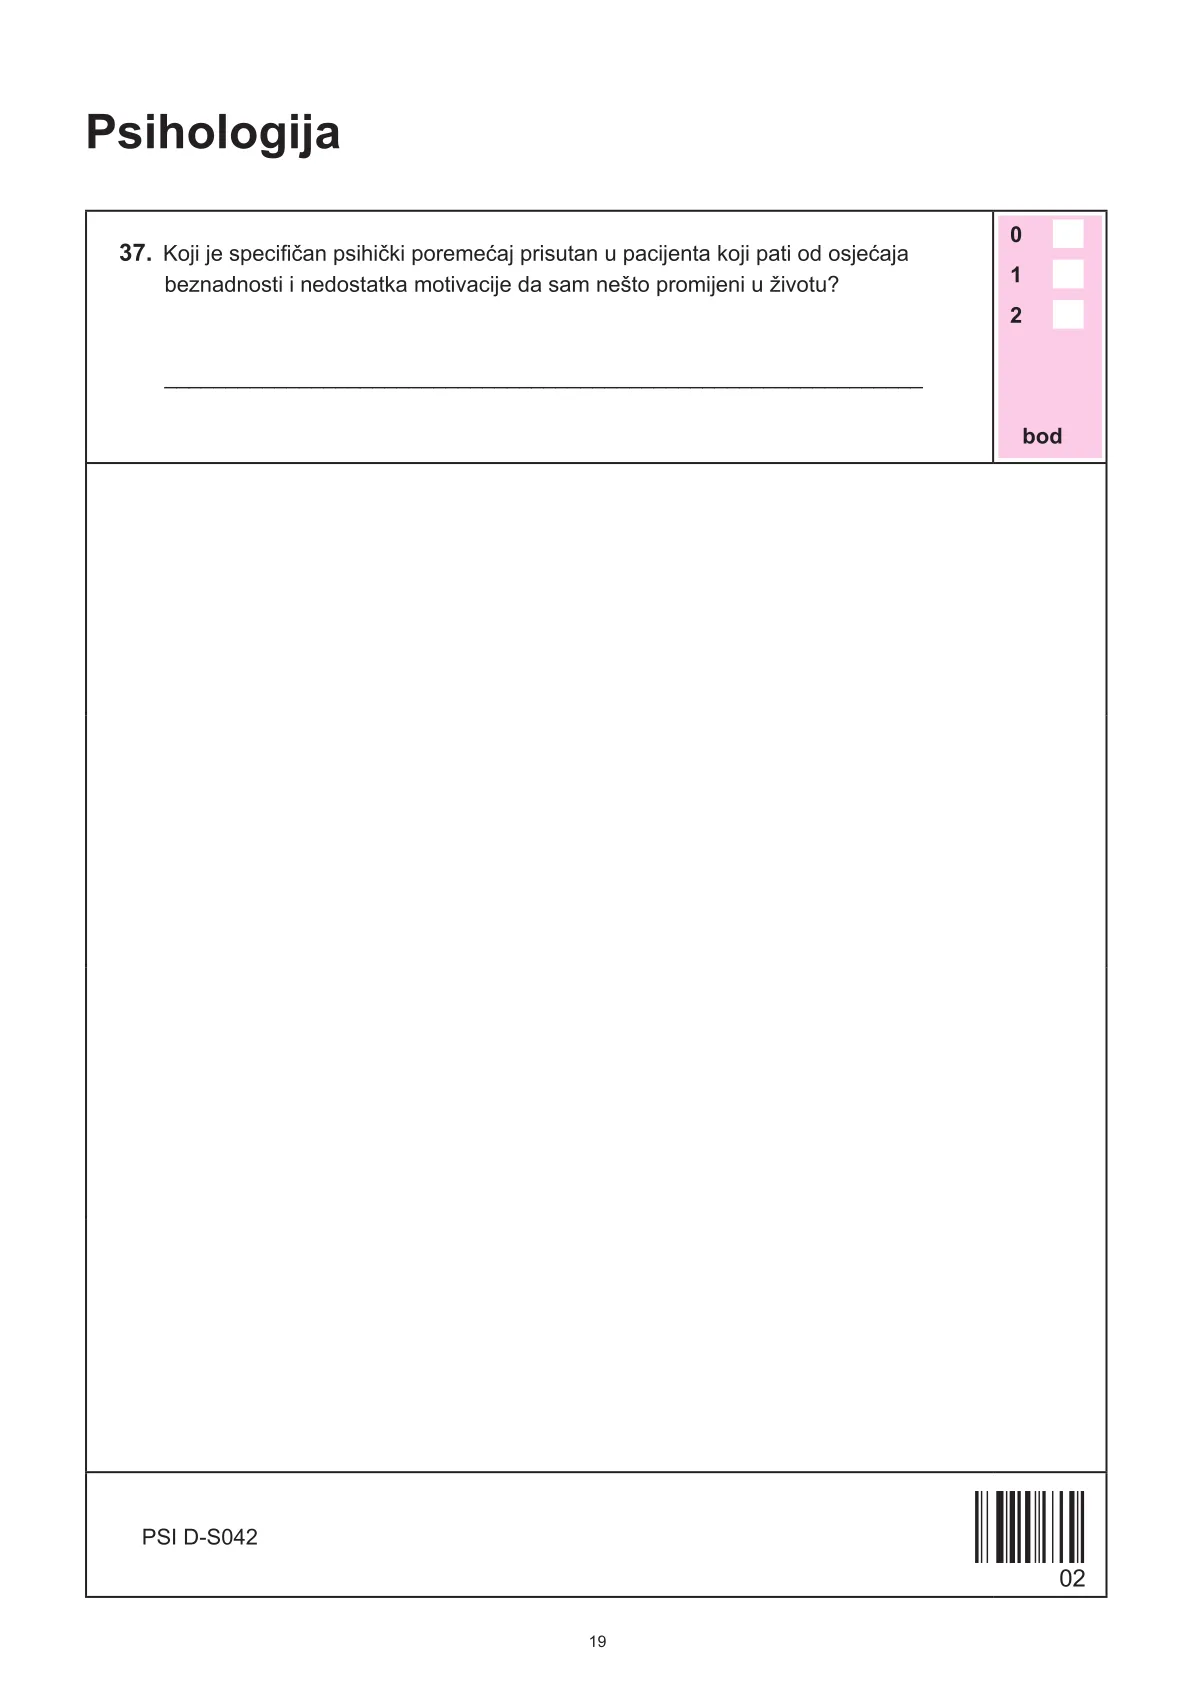 Psihologija
37. Koji je specifičan psihički poremećaj prisutan u pacijenta koji pati od osjećaja
beznadnosti i nedostatka motivacije da sam nešto promijeni u životu?
0
1
2
bod
PSI D-S042
02
19